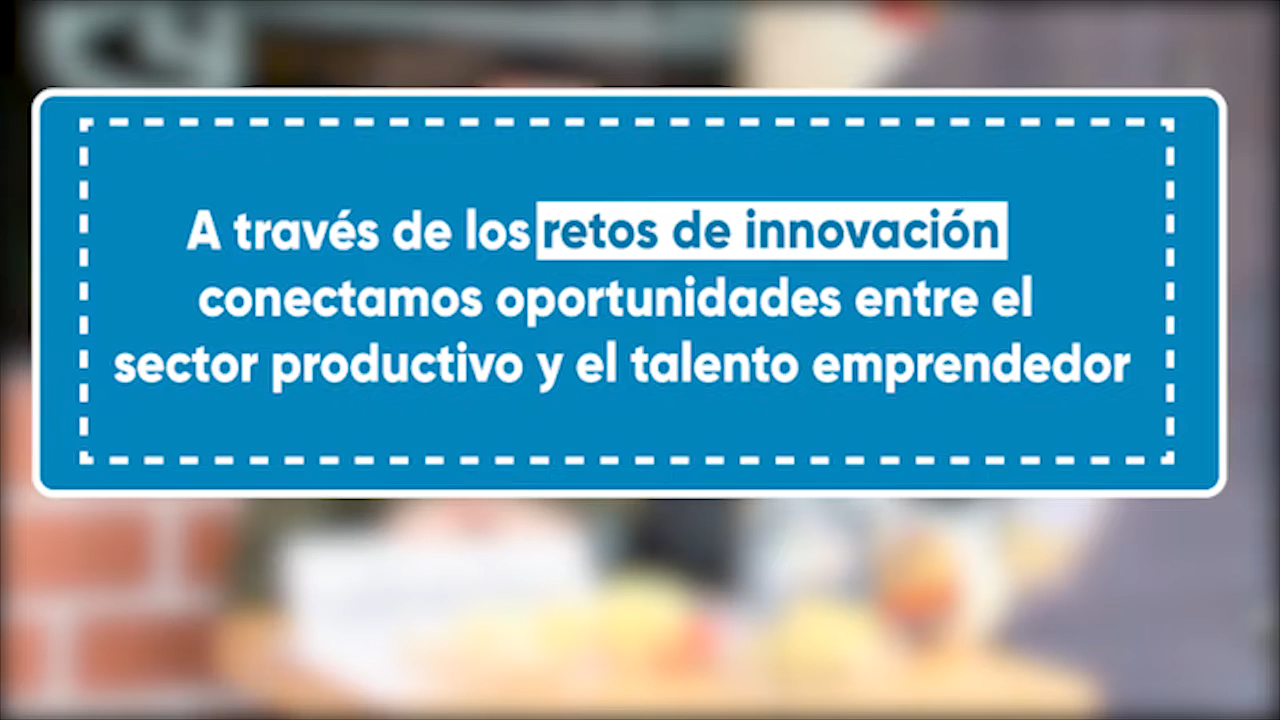 A través de los retos de innovación
conectamos oportunidades entre el
sector productivo y el talento emprendedor